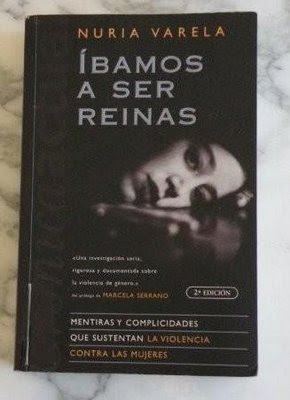 NURIA VARELA
ÍBAMOS
A SER
REINAS
«Una investigación seria,
rigurosa y documentada sobre
la violencia de género.»
del prólogo de MARCELA SERRANO
2ª EDICIÓN
MENTIRAS Y COMPLICIDADES
QUE SUSTENTAN LA VIOLENCIA
CONTRA LAS MUJERES